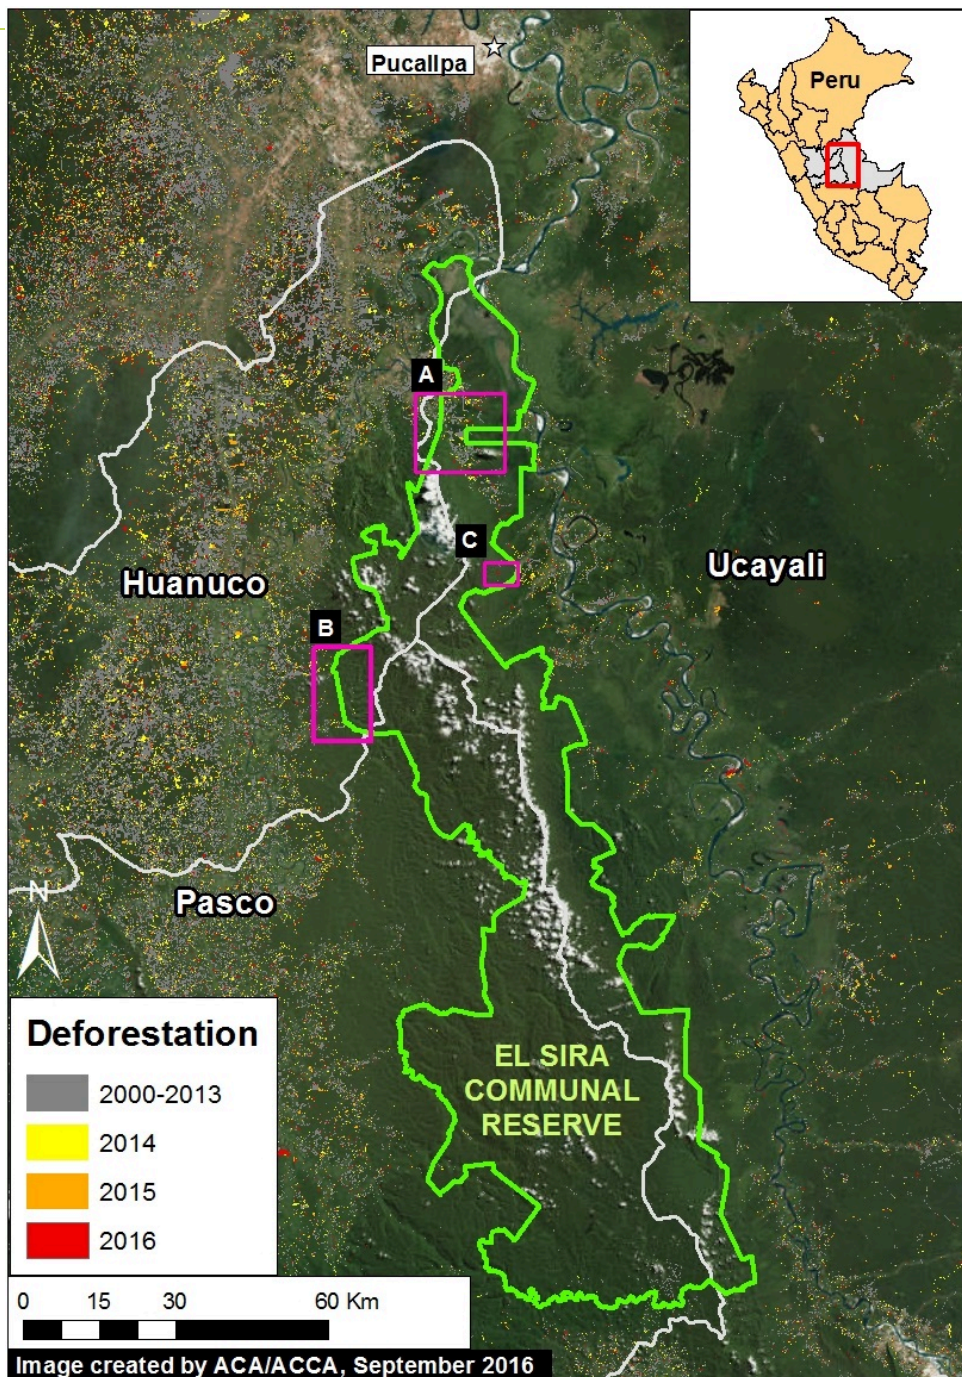 Pucallpa
Peru
A
C
Huanuco
Ucayali
B
Pasco
N
EL SIRA
COMMUNAL
RESERVE
Deforestation
2000-2013
2014
2015
2016
0 15 30 60 Km
Image created by ACA/ACCA, September 2016